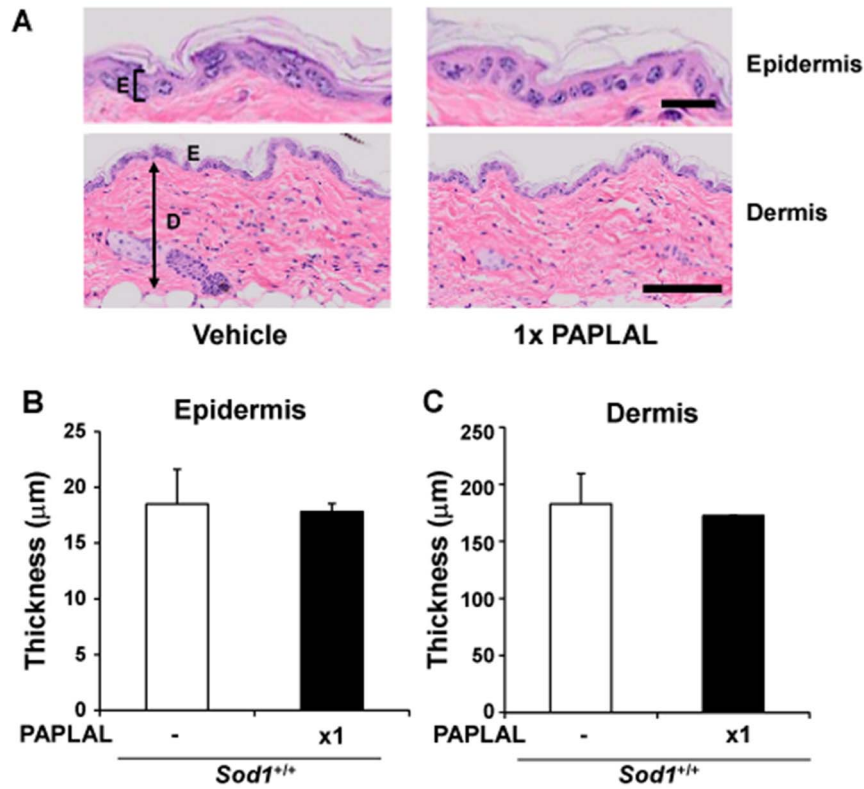 A
E
Epidermis
E
D
Dermis
Vehicle
1x PAPLAL
B
Epidermis
Thickness (μm)
25
20
15
10
5
0
PAPLAL
-
x1
Sod1+/+
C
Dermis
Thickness (μm)
250
200
150
100
50
0
PAPLAL
-
x1
Sod1+/+